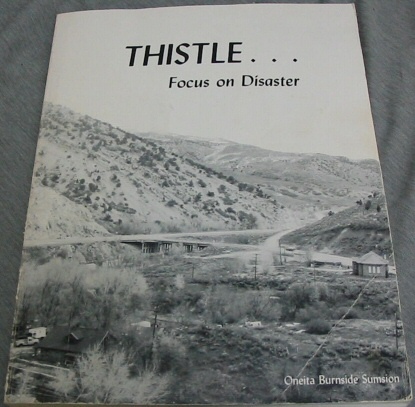 THISTLE...
Focus on Disaster
Oneita Burnside Sumsion